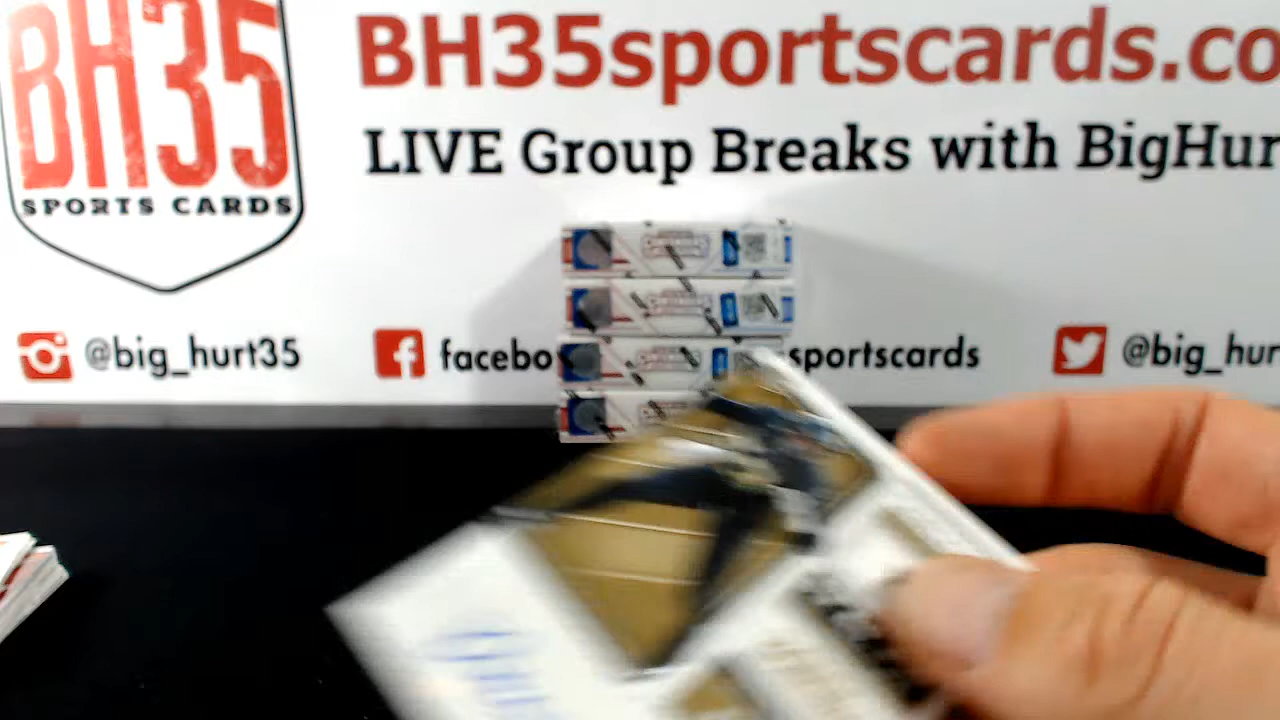 BH35
SPORTS CARDS
BH35sportscards.co
LIVE Group Breaks with BigHur
@big_hurt35
facebo
sportscards
@big_hur